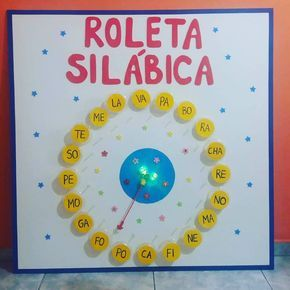 ROLETA
SILÁBICA
LA
VA
PA
BO
RA
CHA
RE
NO
MA
NE
FI
CA
PO
FO
GA
MO
PE
SO
TE
ME